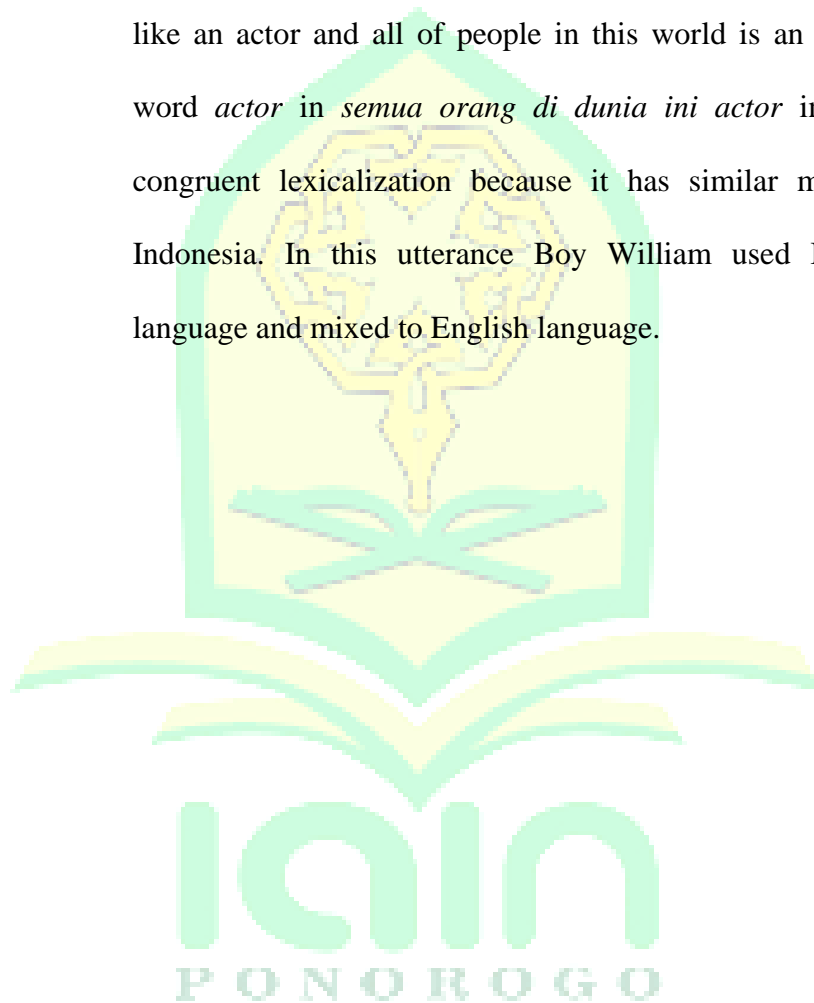 like an actor and all of people in this world is an
word actor in semua orang di dunia ini actor
congruent lexicalization because it has similar
Indonesia. In this utterance Boy William used
language and mixed to English language.
iain
PONOROGO